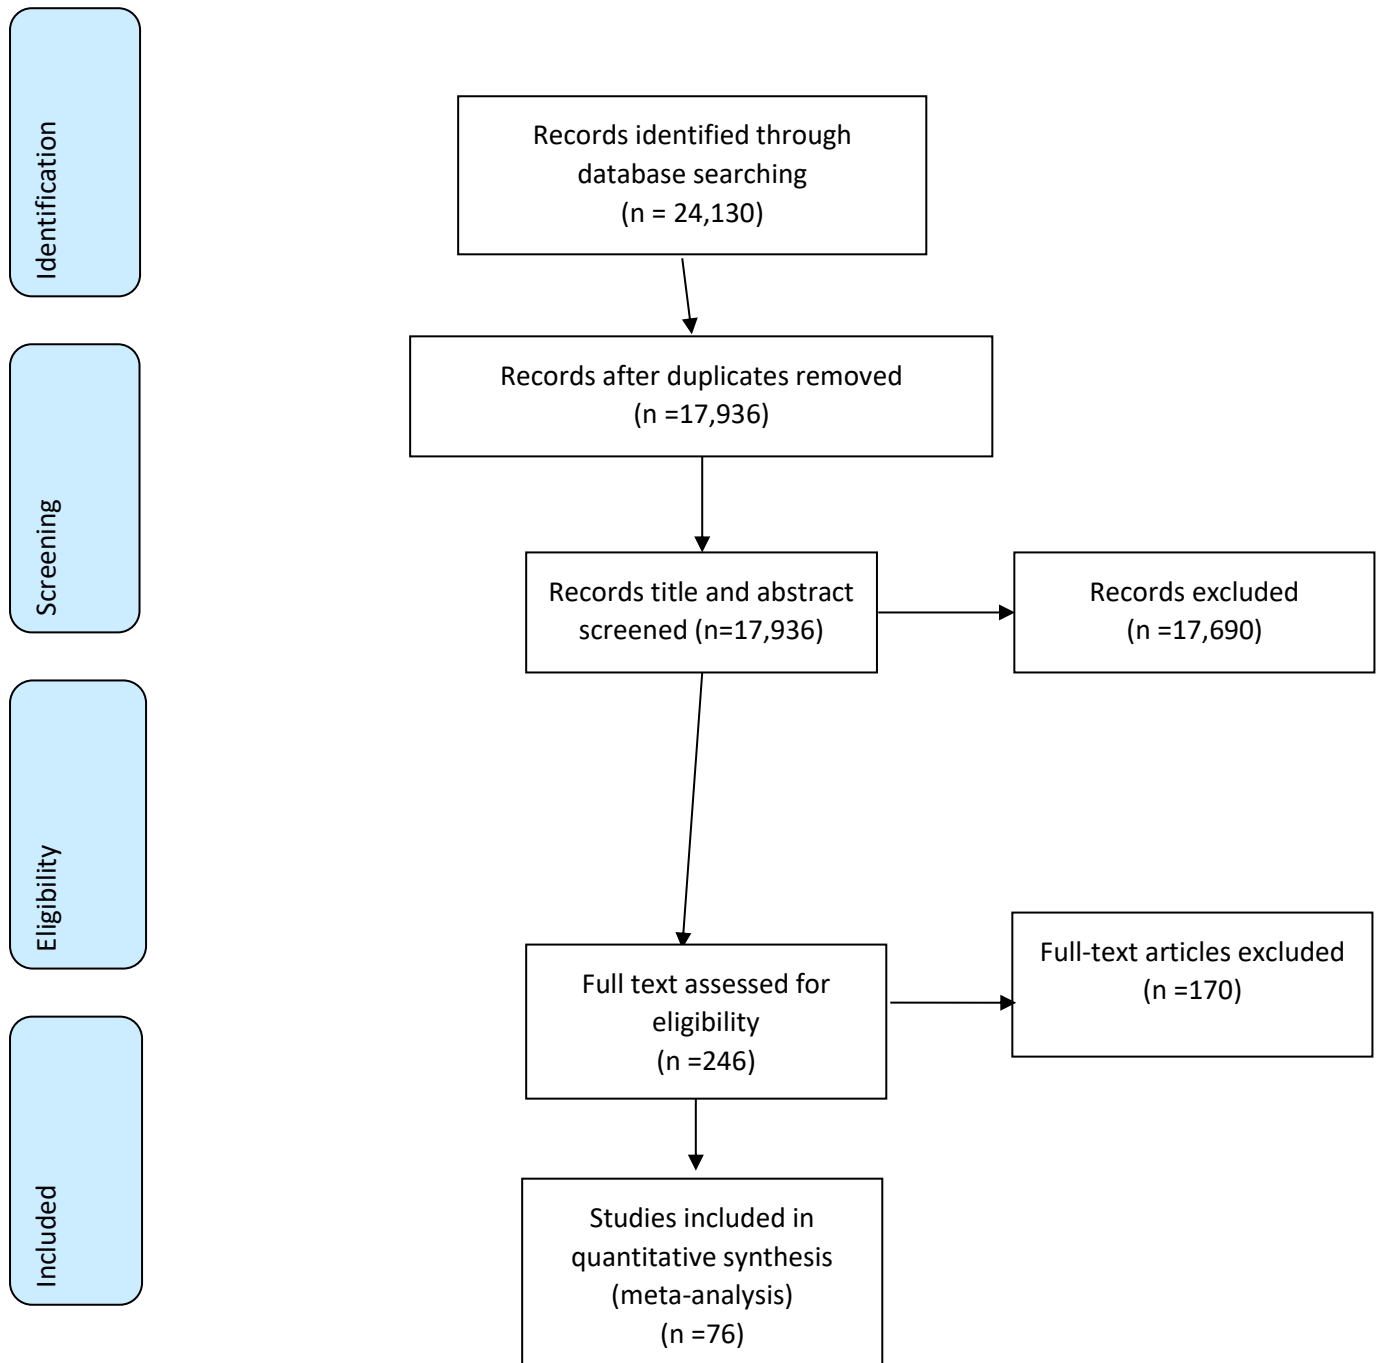 Identification
Records identified through
database searching
(n = 24,130)
Records after duplicates removed
(n =17,936)
Screening
Records title and abstract
screened (n=17,936)
Records excluded
(n =17,690)
Eligibility
Full text assessed for
eligibility
(n =246)
Full-text articles excluded
(n =170)
Included
Studies included in
quantitative synthesis
(meta-analysis)
(n =76)